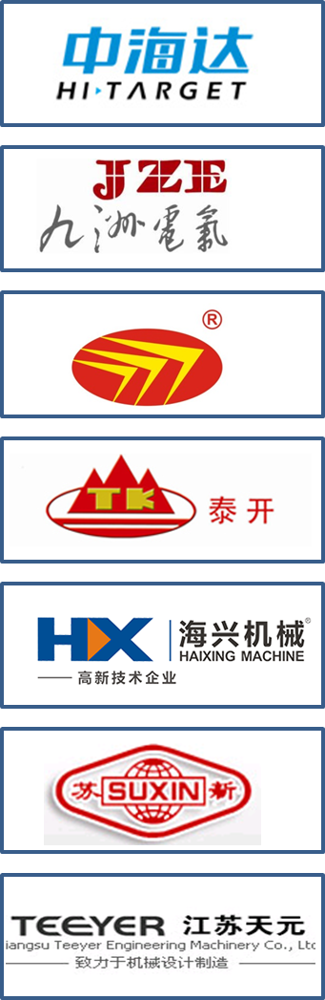 中海达
HI·TARGET
JZE
九洲電氣
®
TK 泰开
HX 海兴机械®
HAIXING MACHINE
高新技术企业
苏 SUXIN 新
TEEYER 江苏天元
iangsu Teeyer Engineering Machinery Co., Ltd
致力于机械设计制造